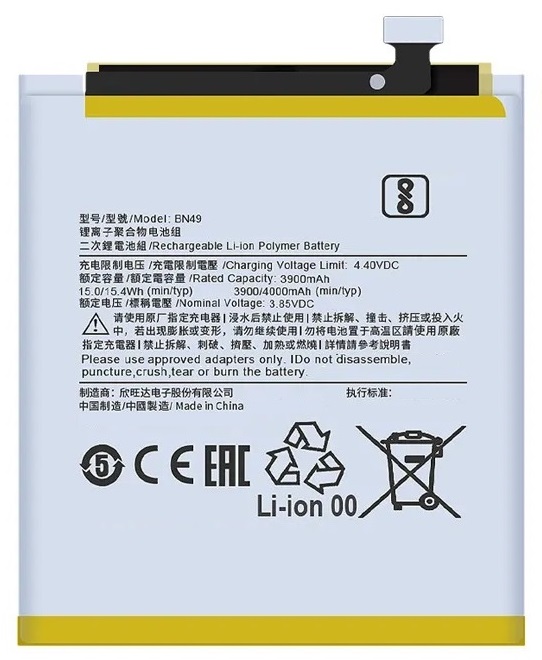 型号/型號/Model: BN49
锂离子聚合物电池组
二次鋰電池組/Rechargeable Li-ion Polymer Battery
充电限制电压/充電限制電壓/Charging Voltage Limit: 4.40VDC
额定容量/額定電容量/Rated Capacity: 3900mAh
15.0/15.4Wh (min/typ) 3900/4000mAh (min/typ)
额定电压/標稱電壓/Nominal Voltage: 3.85VDC
请使用原厂指定充电器|浸水后禁止使用|禁止拆解、撞击、挤压或投入火
中，若出现膨胀或变形，请勿继续使用|勿将电池置于高温区請使用原廠
指定充電器|禁止拆解、刺破、擠壓、加熱或燃燒|詳情請參看說明書
Please use approved adapters only. IDo not disassemble,
puncture,crush,tear or burn the battery.
制造商：欣旺达电子股份有限公司 执行标准：
中国制造/中國製造/ Made in China
5 CE EAC
Li-ion 00